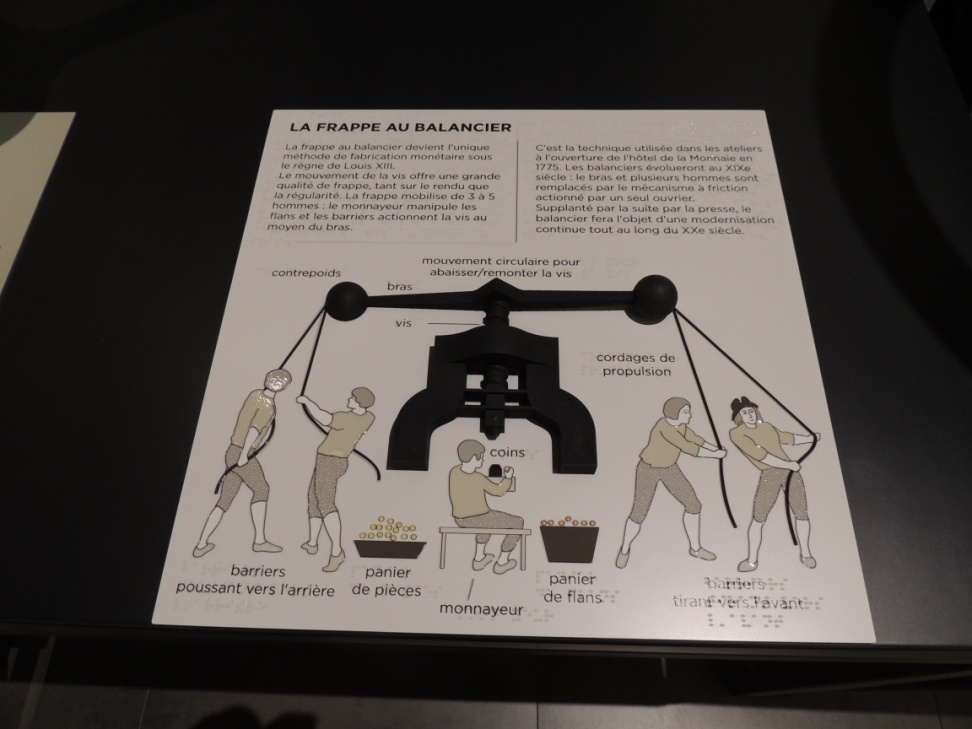 LA FRAPPE AU BALANCIER
La frappe au balancier devient l'unique
méthode de fabrication monétaire sous
le règne de Louis XIII.
Le mouvement de la vis offre une grande
qualité de frappe, tant sur le rendu que
la régularité. La frappe mobilise de 3 à 5
hommes : le monnayeur manipule les
flans et les barriers actionnent la vis au
moyen du bras.
C'est la technique utilisée dans les ateliers
à l'ouverture de l'hôtel de la Monnaie en
1775. Les balanciers évolueront au XIXe
siècle : le bras et plusieurs hommes sont
remplacés par le mécanisme à friction
actionné par un seul ouvrier.
Supplanté par la suite par la presse, le
balancier fera l'objet d'une modernisation
continue tout au long du XXe siècle.
mouvement circulaire pour
abaisser/remonter la vis
contrepoids
bras
vis
cordages de
propulsion
coins
barriers
poussant vers l'arrière
panier
de pièces
monnayeur
panier
de flans
barriers
tirant vers l'avant